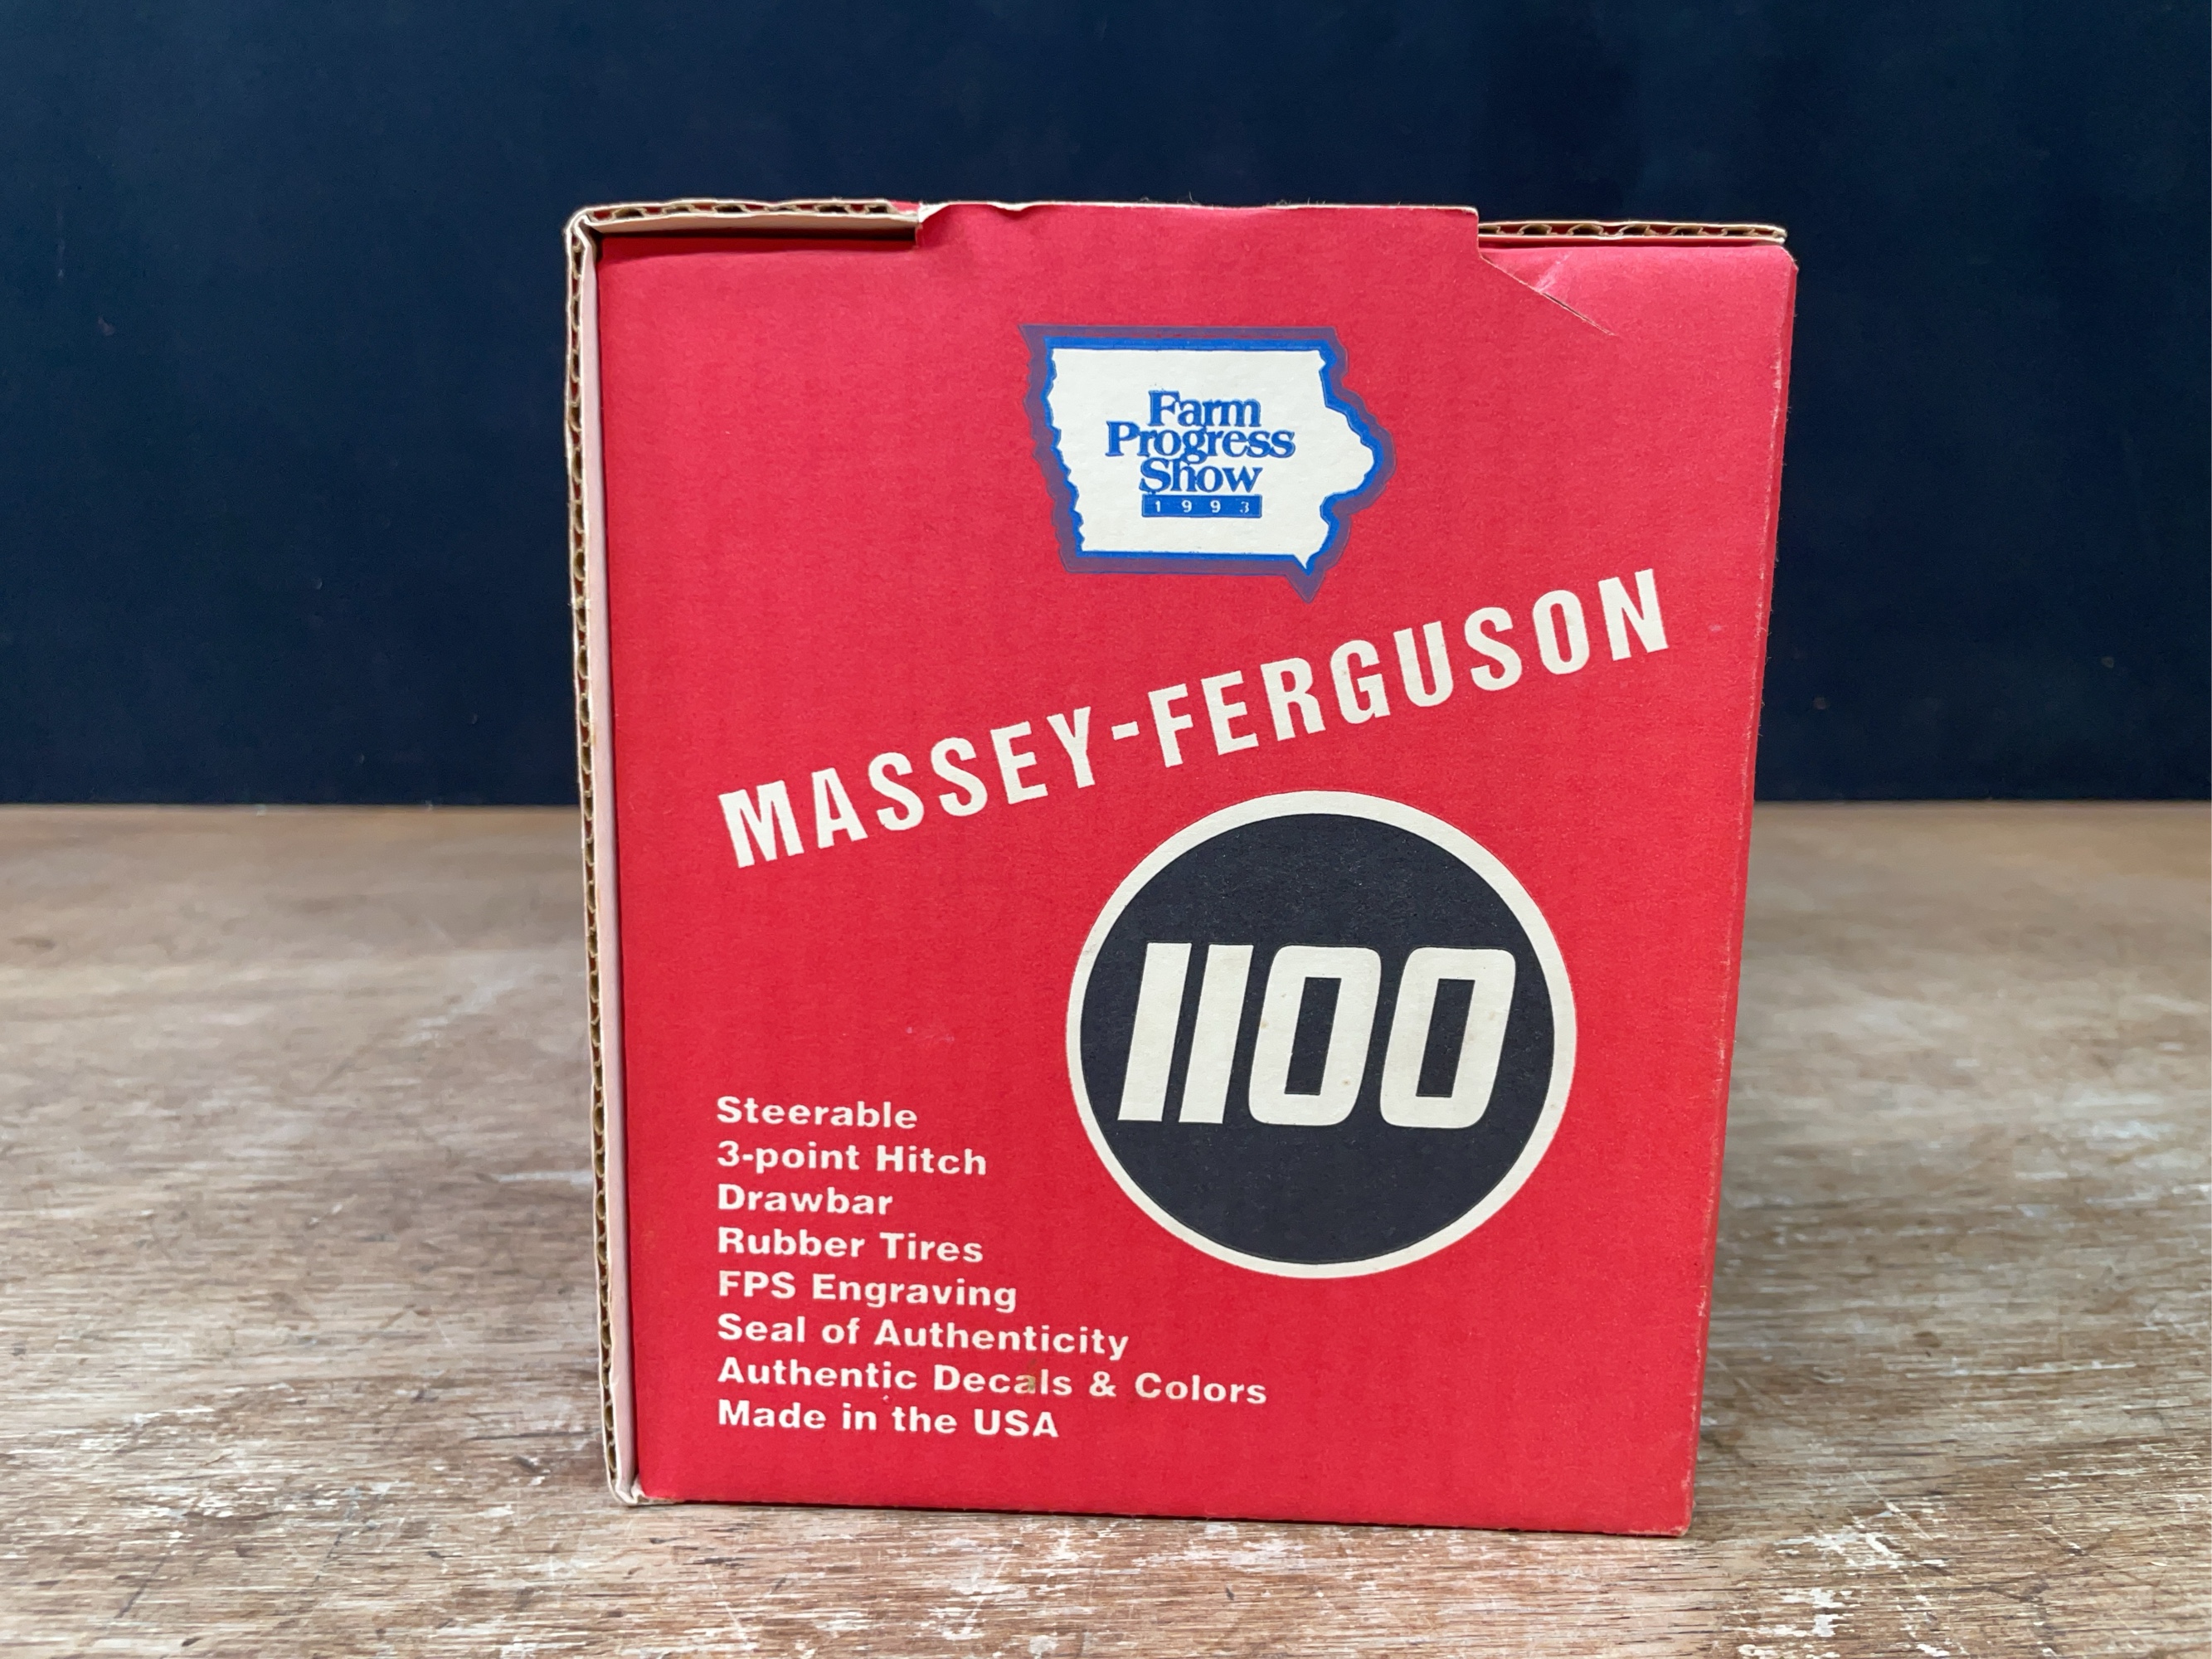 Farm
Progress
Show
1993
MASSEY-FERGUSON
1100
Steerable
3-point Hitch
Drawbar
Rubber Tires
FPS Engraving
Seal of Authenticity
Authentic Decals & Colors
Made in the USA